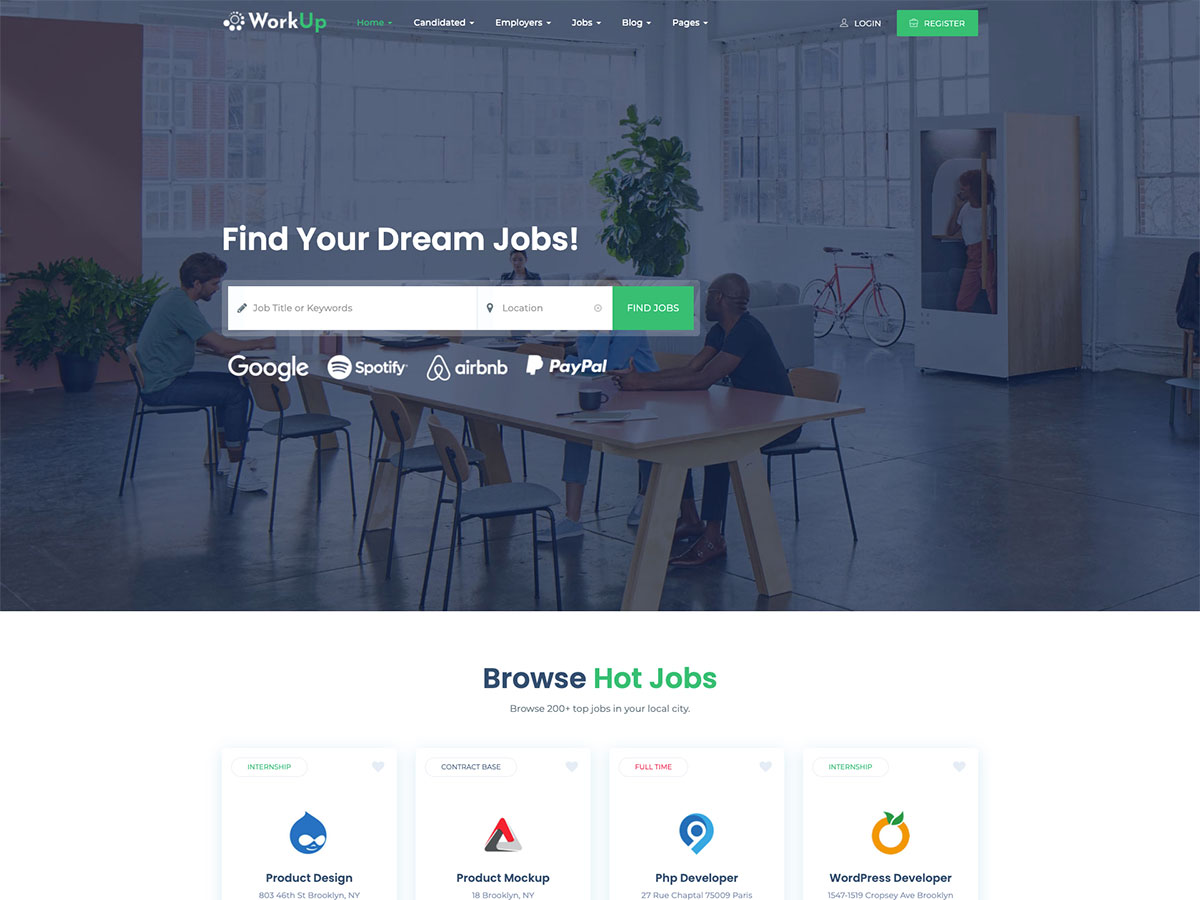 WorkUp Home Candidated Employers Jobs Blog Pages LOGIN REGISTER
Find Your Dream Jobs!
Job Title or Keywords Location FIND JOBS
Google Spotify airbnb PayPal
Browse Hot Jobs
Browse 200+ top jobs in your local city.
INTERNSHIP CONTRACT BASE FULL TIME INTERNSHIP
Product Design Product Mockup Php Developer WordPress Developer
803 46th St Brooklyn, NY 18 Brooklyn, NY 27 Rue Chaptal 75009 Paris 1547-1519 Cropsey Ave Brooklyn